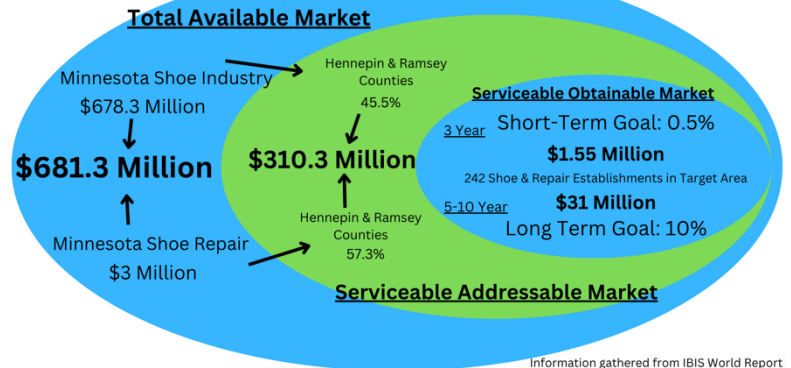 Total Available Market
Minnesota Shoe Industry
$678.3 Million
$681.3 Million
Minnesota Shoe Repair
$3 Million
Hennepin & Ramsey
Counties
45.5%
$310.3 Million
Hennepin & Ramsey
Counties
57.3%
Serviceable Addressable Market
Serviceable Obtainable Market
3 Year Short-Term Goal: 0.5%
$1.55 Million
242 Shoe & Repair Establishments in Target Area
5-10 Year $31 Million
Long Term Goal: 10%
Information gathered from IBIS World Report